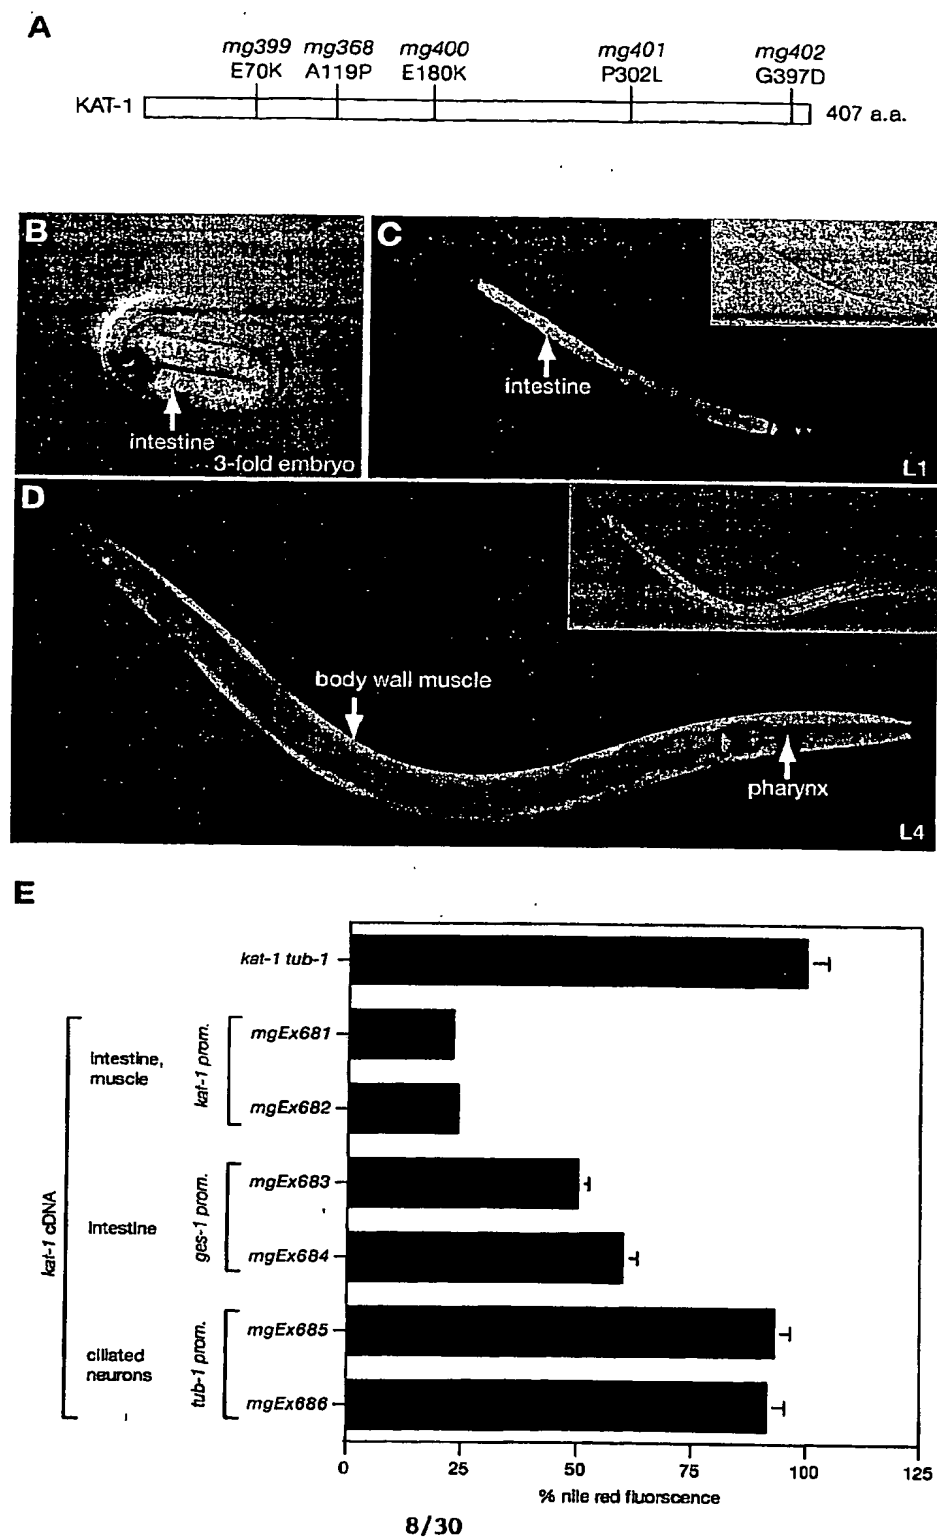 A
mg399 mg368 mg400 mg401 mg402
E70K A119P E180K P302L G397D
KAT-1 407 a.a.
B
intestine
3-fold embryo
C
intestine
L1
D
body wall muscle
pharynx
L4
E
kat-1 tub-1
kat-1 cDNA
intestine,
muscle
kat-1 prom.
mgEx681
mgEx682
intestine
ges-1 prom.
mgEx683
mgEx684
ciliated
neurons
tub-1 prom.
mgEx685
mgEx686
0 25 50 75 100 125
% nile red fluorscence
8/30